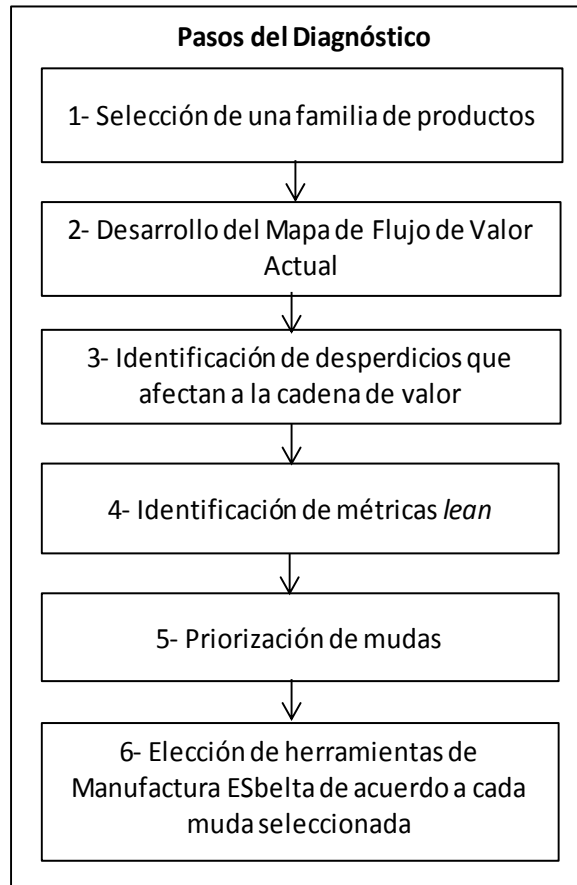 Pasos del Diagnóstico
1- Selección de una familia de productos
2- Desarrollo del Mapa de Flujo de Valor
Actual
3- Identificación de desperdicios que
afectan a la cadena de valor
4- Identificación de métricas lean
5- Priorización de mudas
6- Elección de herramientas de
Manufactura ESbelta de acuerdo a cada
muda seleccionada